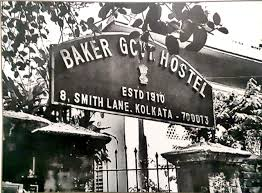 BAKER GOVT. HOSTEL
ESTD 1910
8, SMITH LANE, KOLKATA - 700013